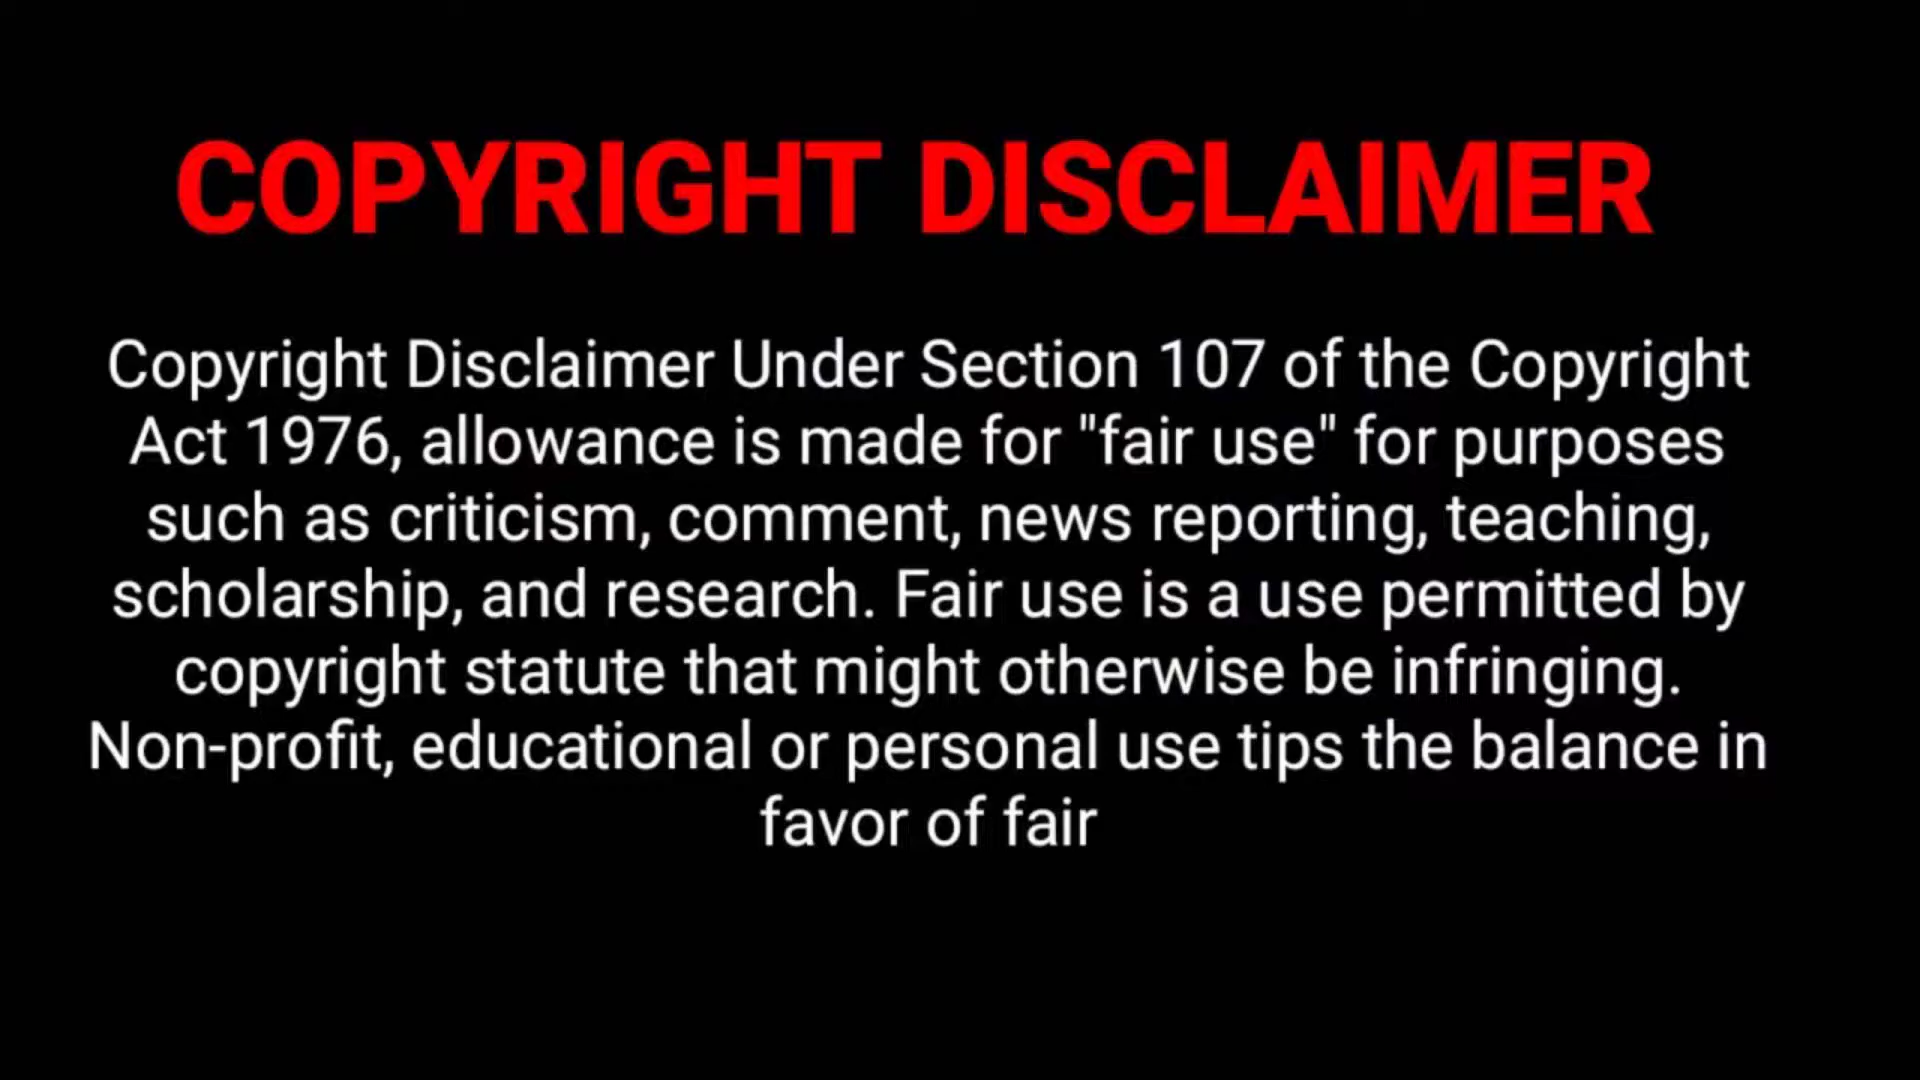 COPYRIGHT DISCLAIMER
Copyright Disclaimer Under Section 107 of the Copyright
Act 1976, allowance is made for "fair use" for purposes
such as criticism, comment, news reporting, teaching,
scholarship, and research. Fair use is a use permitted by
copyright statute that might otherwise be infringing.
Non-profit, educational or personal use tips the balance in
favor of fair